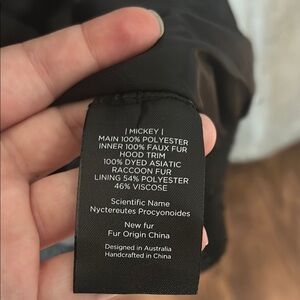 | MICKEY |
MAIN 100% POLYESTER
INNER 100% FAUX FUR
HOOD TRIM
100% DYED ASIATIC
RACCOON FUR
LINING 54% POLYESTER
46% VISCOSE
Scientific Name
Nyctereutes Procyonoides
New fur
Fur Origin China
Designed in Australia
Handcrafted in China